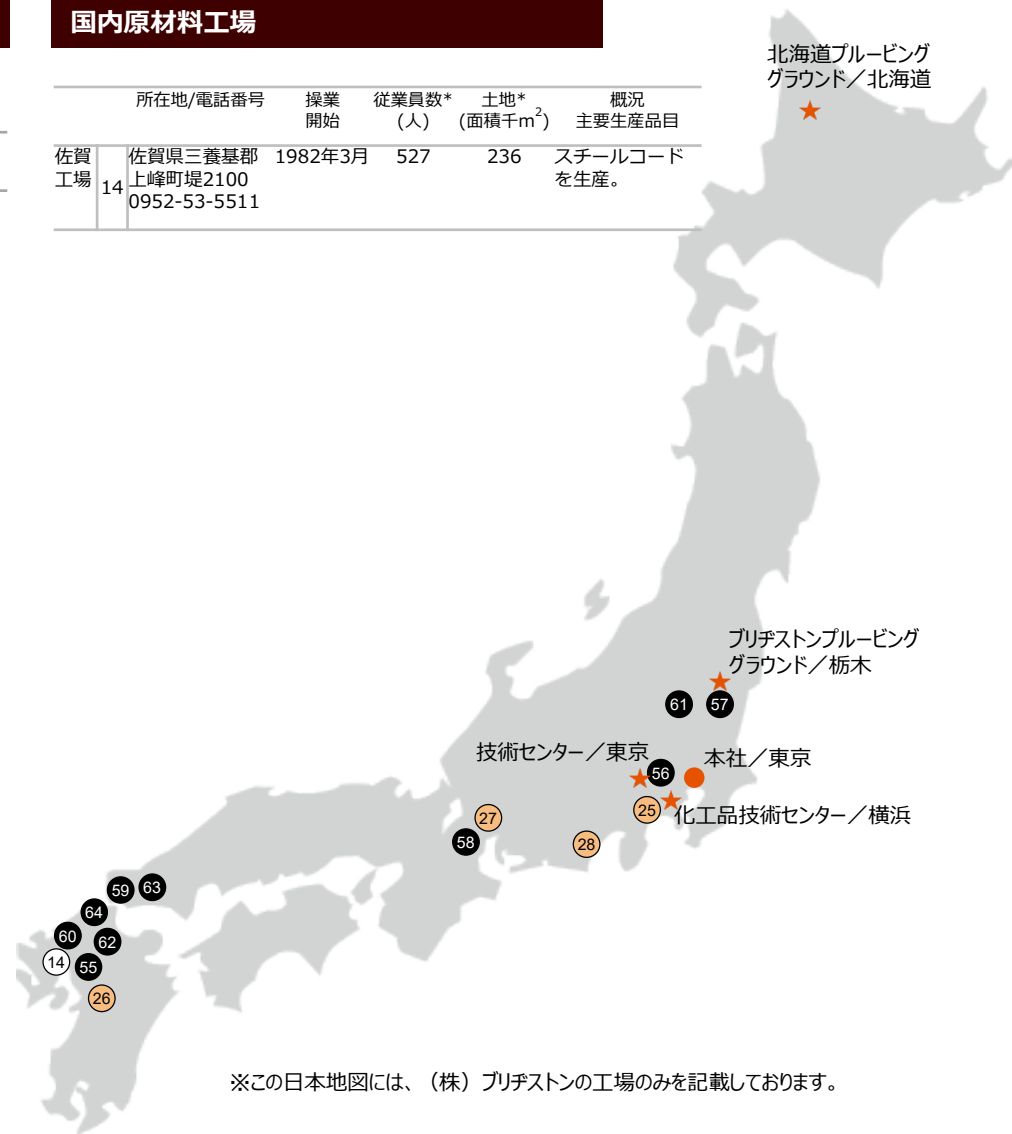 国内原材料工場
所在地/電話番号 操業開始 従業員数*(人) 土地*(面積千m2) 概況 主要生産品目
佐賀工場 14 佐賀県三養基郡上峰町堤2100 0952-53-5511 1982年3月 527 236 スチールコードを生産。
北海道プルービング
グラウンド／北海道
ブリヂストンプルービング
グラウンド／栃木
61 57
技術センター／東京
56
本社／東京
25
化工品技術センター／横浜
27
58
28
59 63
64
60 62
14 55
26
※この日本地図には、（株）ブリヂストンの工場のみを記載しております。